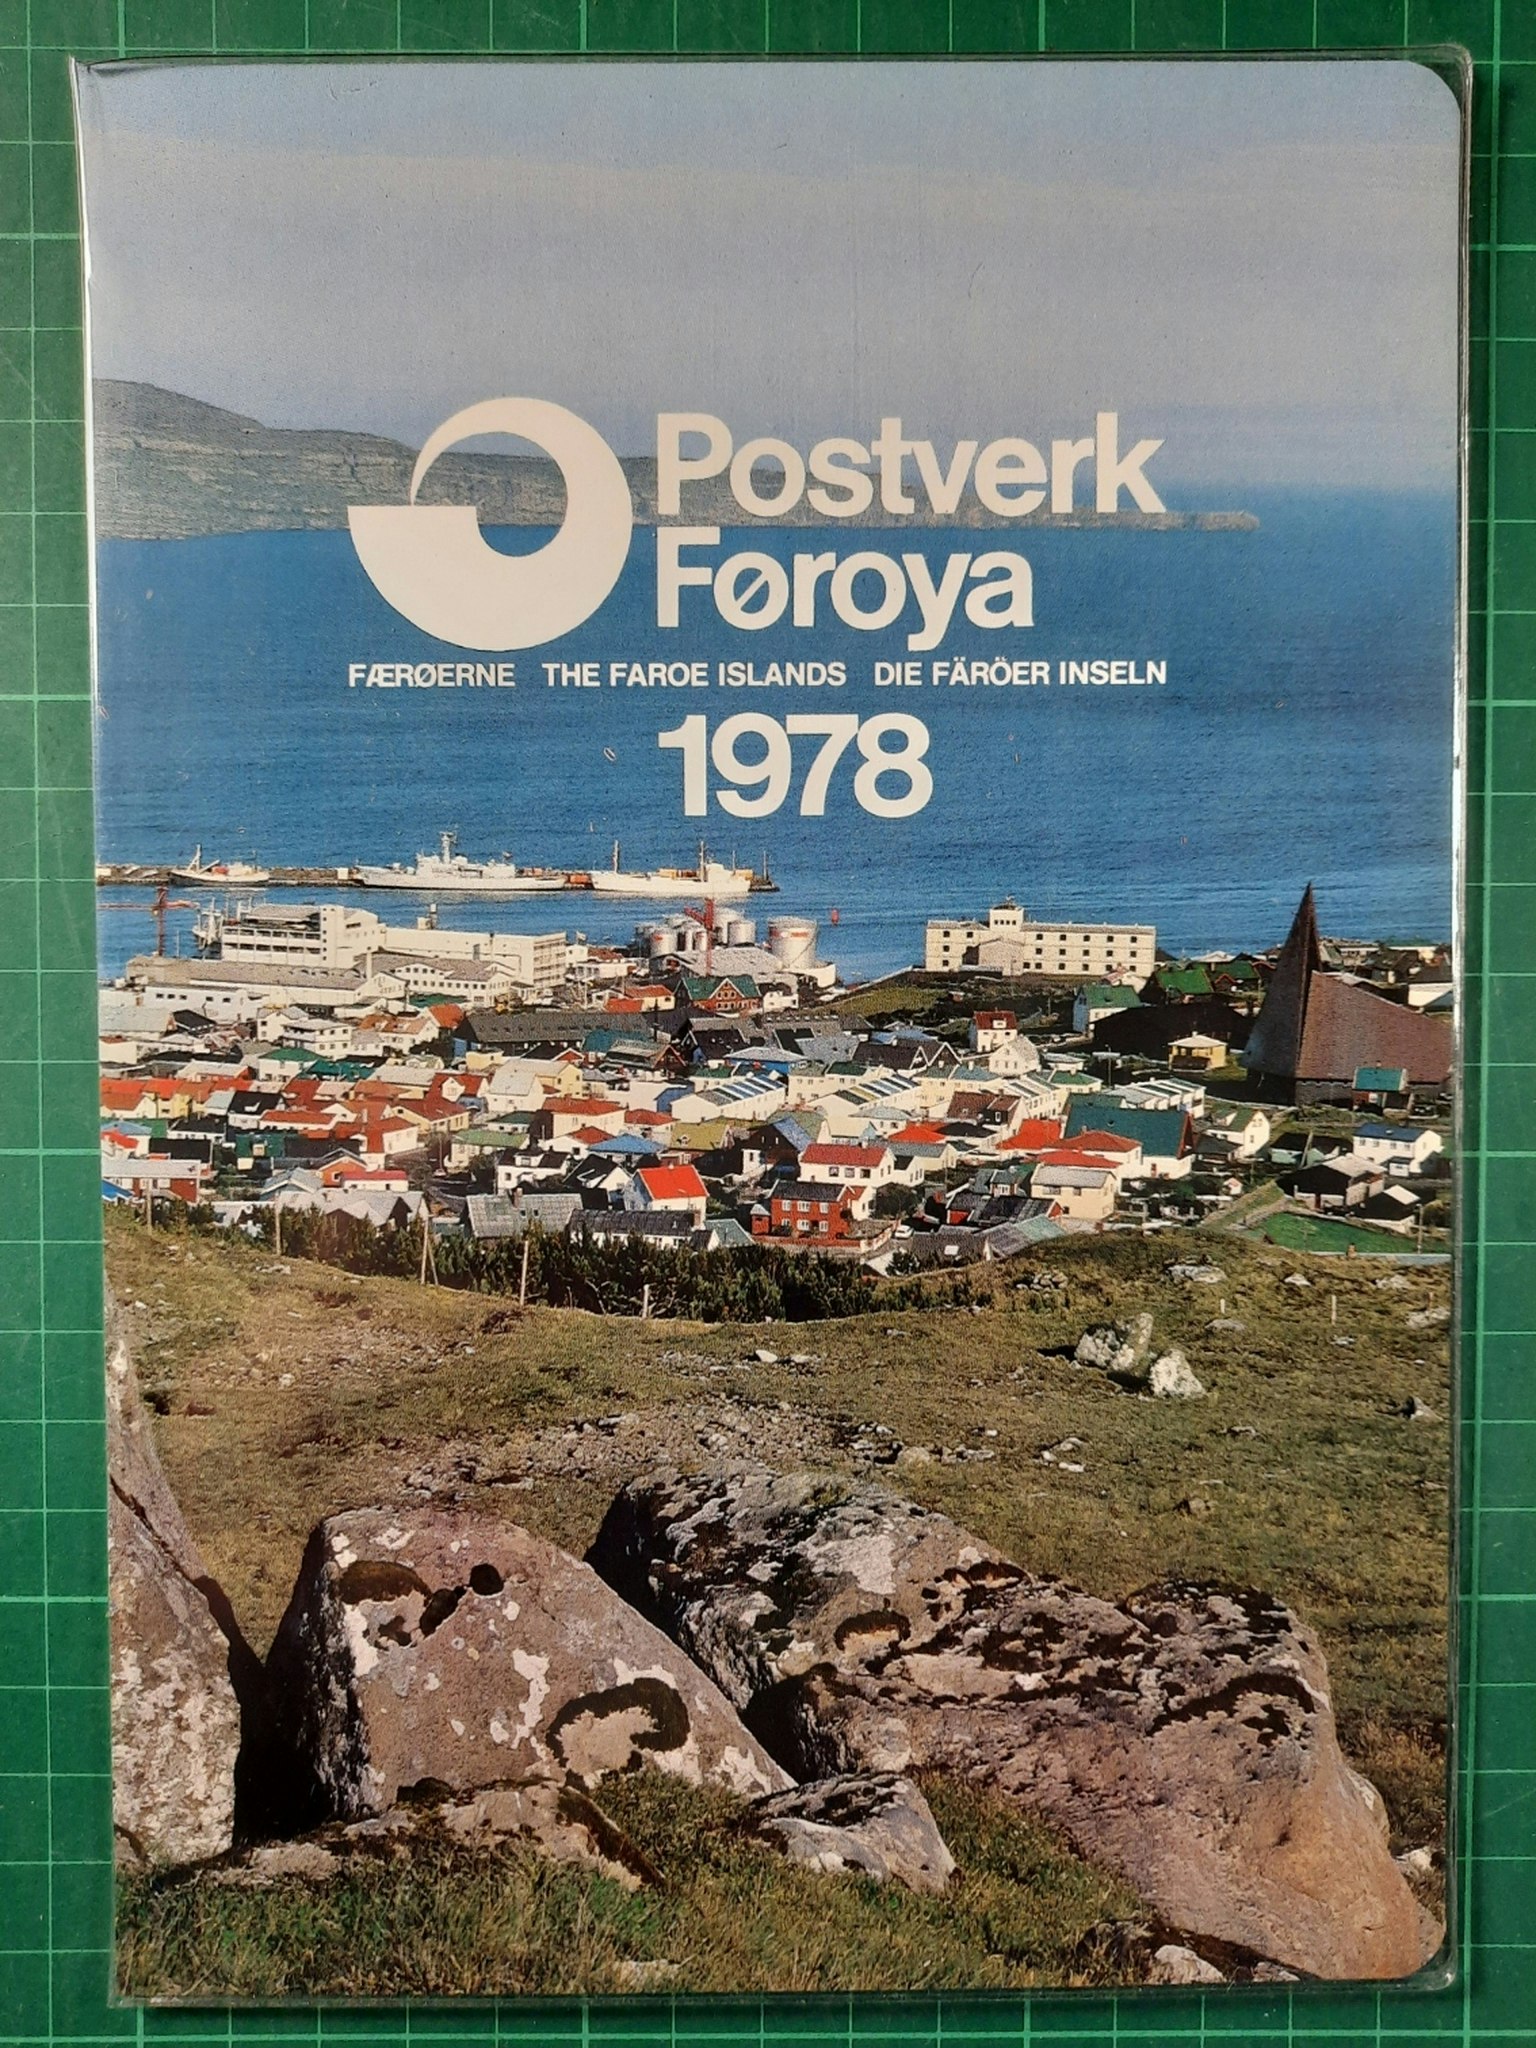 Postverk
Føroya
FÆRØERNE THE FAROE ISLANDS DIE FÄRÖER INSELN
1978